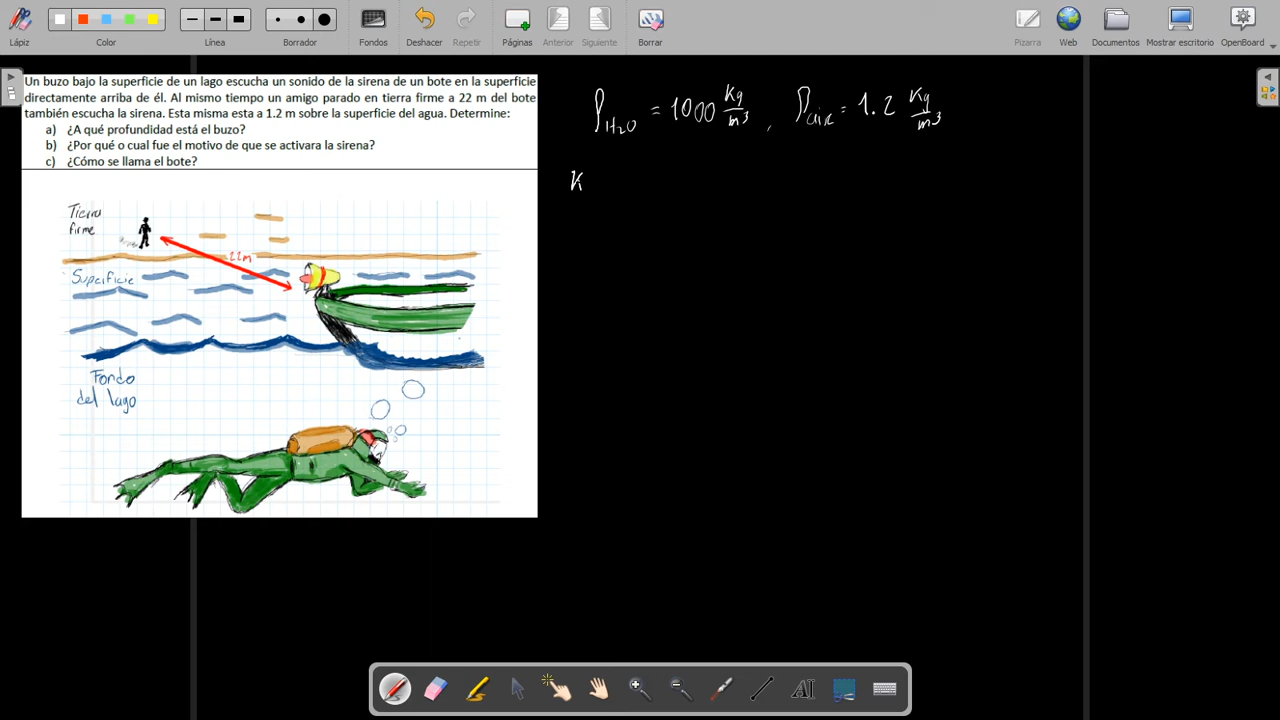 Lápiz
Color
Línea
Borrador
Fondos
Deshacer
Repetir
Páginas
Anterior
Siguiente
Borrar
Pizarra
Web
Documentos
Mostrar escritorio
OpenBoard
Un buzo bajo la superficie de un lago escucha un sonido de la sirena de un bote en la superficie
directamente arriba de él. Al mismo tiempo un amigo parado en tierra firme a 22 m del bote
también escucha la sirena. Esta misma esta a 1.2 m sobre la superficie del agua. Determine:
a) ¿A qué profundidad está el buzo?
b) ¿Por qué o cual fue el motivo de que se activara la sirena?
c) ¿Cómo se llama el bote?
Tierra
firme
22m
Superficie
Fondo
del lago
ρH2O = 1000 Kg/m³ , ρaire = 1.2 Kg/m³
K
AI